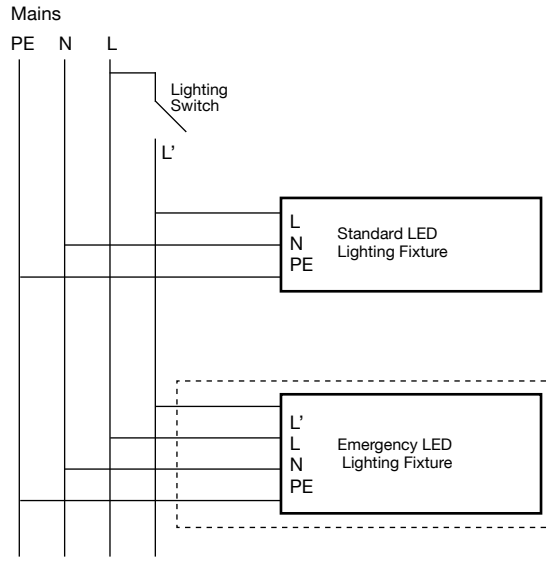 Mains
PE N L
Lighting
Switch
L’
L
N
PE
Standard LED
Lighting Fixture
L’
L
N
PE
Emergency LED
Lighting Fixture